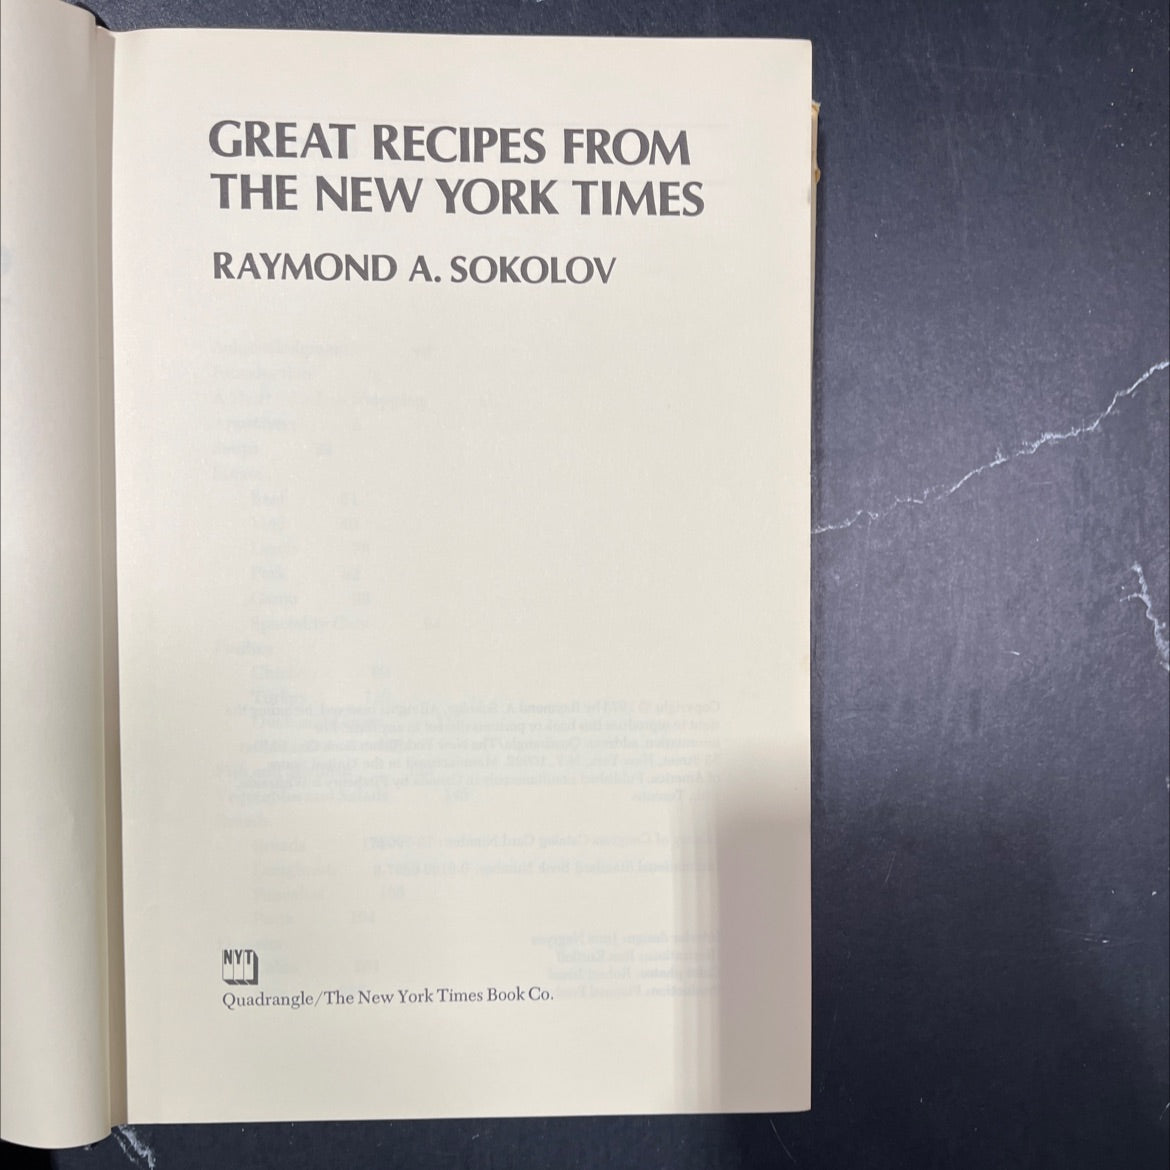 GREAT RECIPES FROM
THE NEW YORK TIMES
RAYMOND A. SOKOLOV
NYT
Quadrangle/The New York Times Book Co.